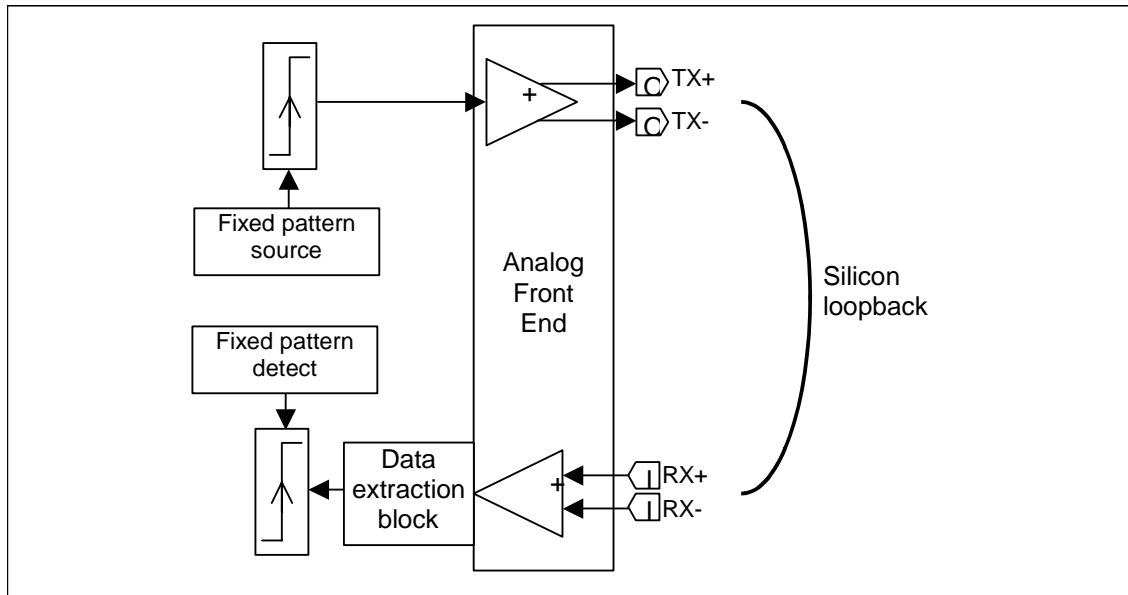 TX+
TX-
Fixed pattern
source
Analog
Front
End
Silicon
loopback
Fixed pattern
detect
Data
extraction
block
+
+
O
O
I
I
RX+
RX-